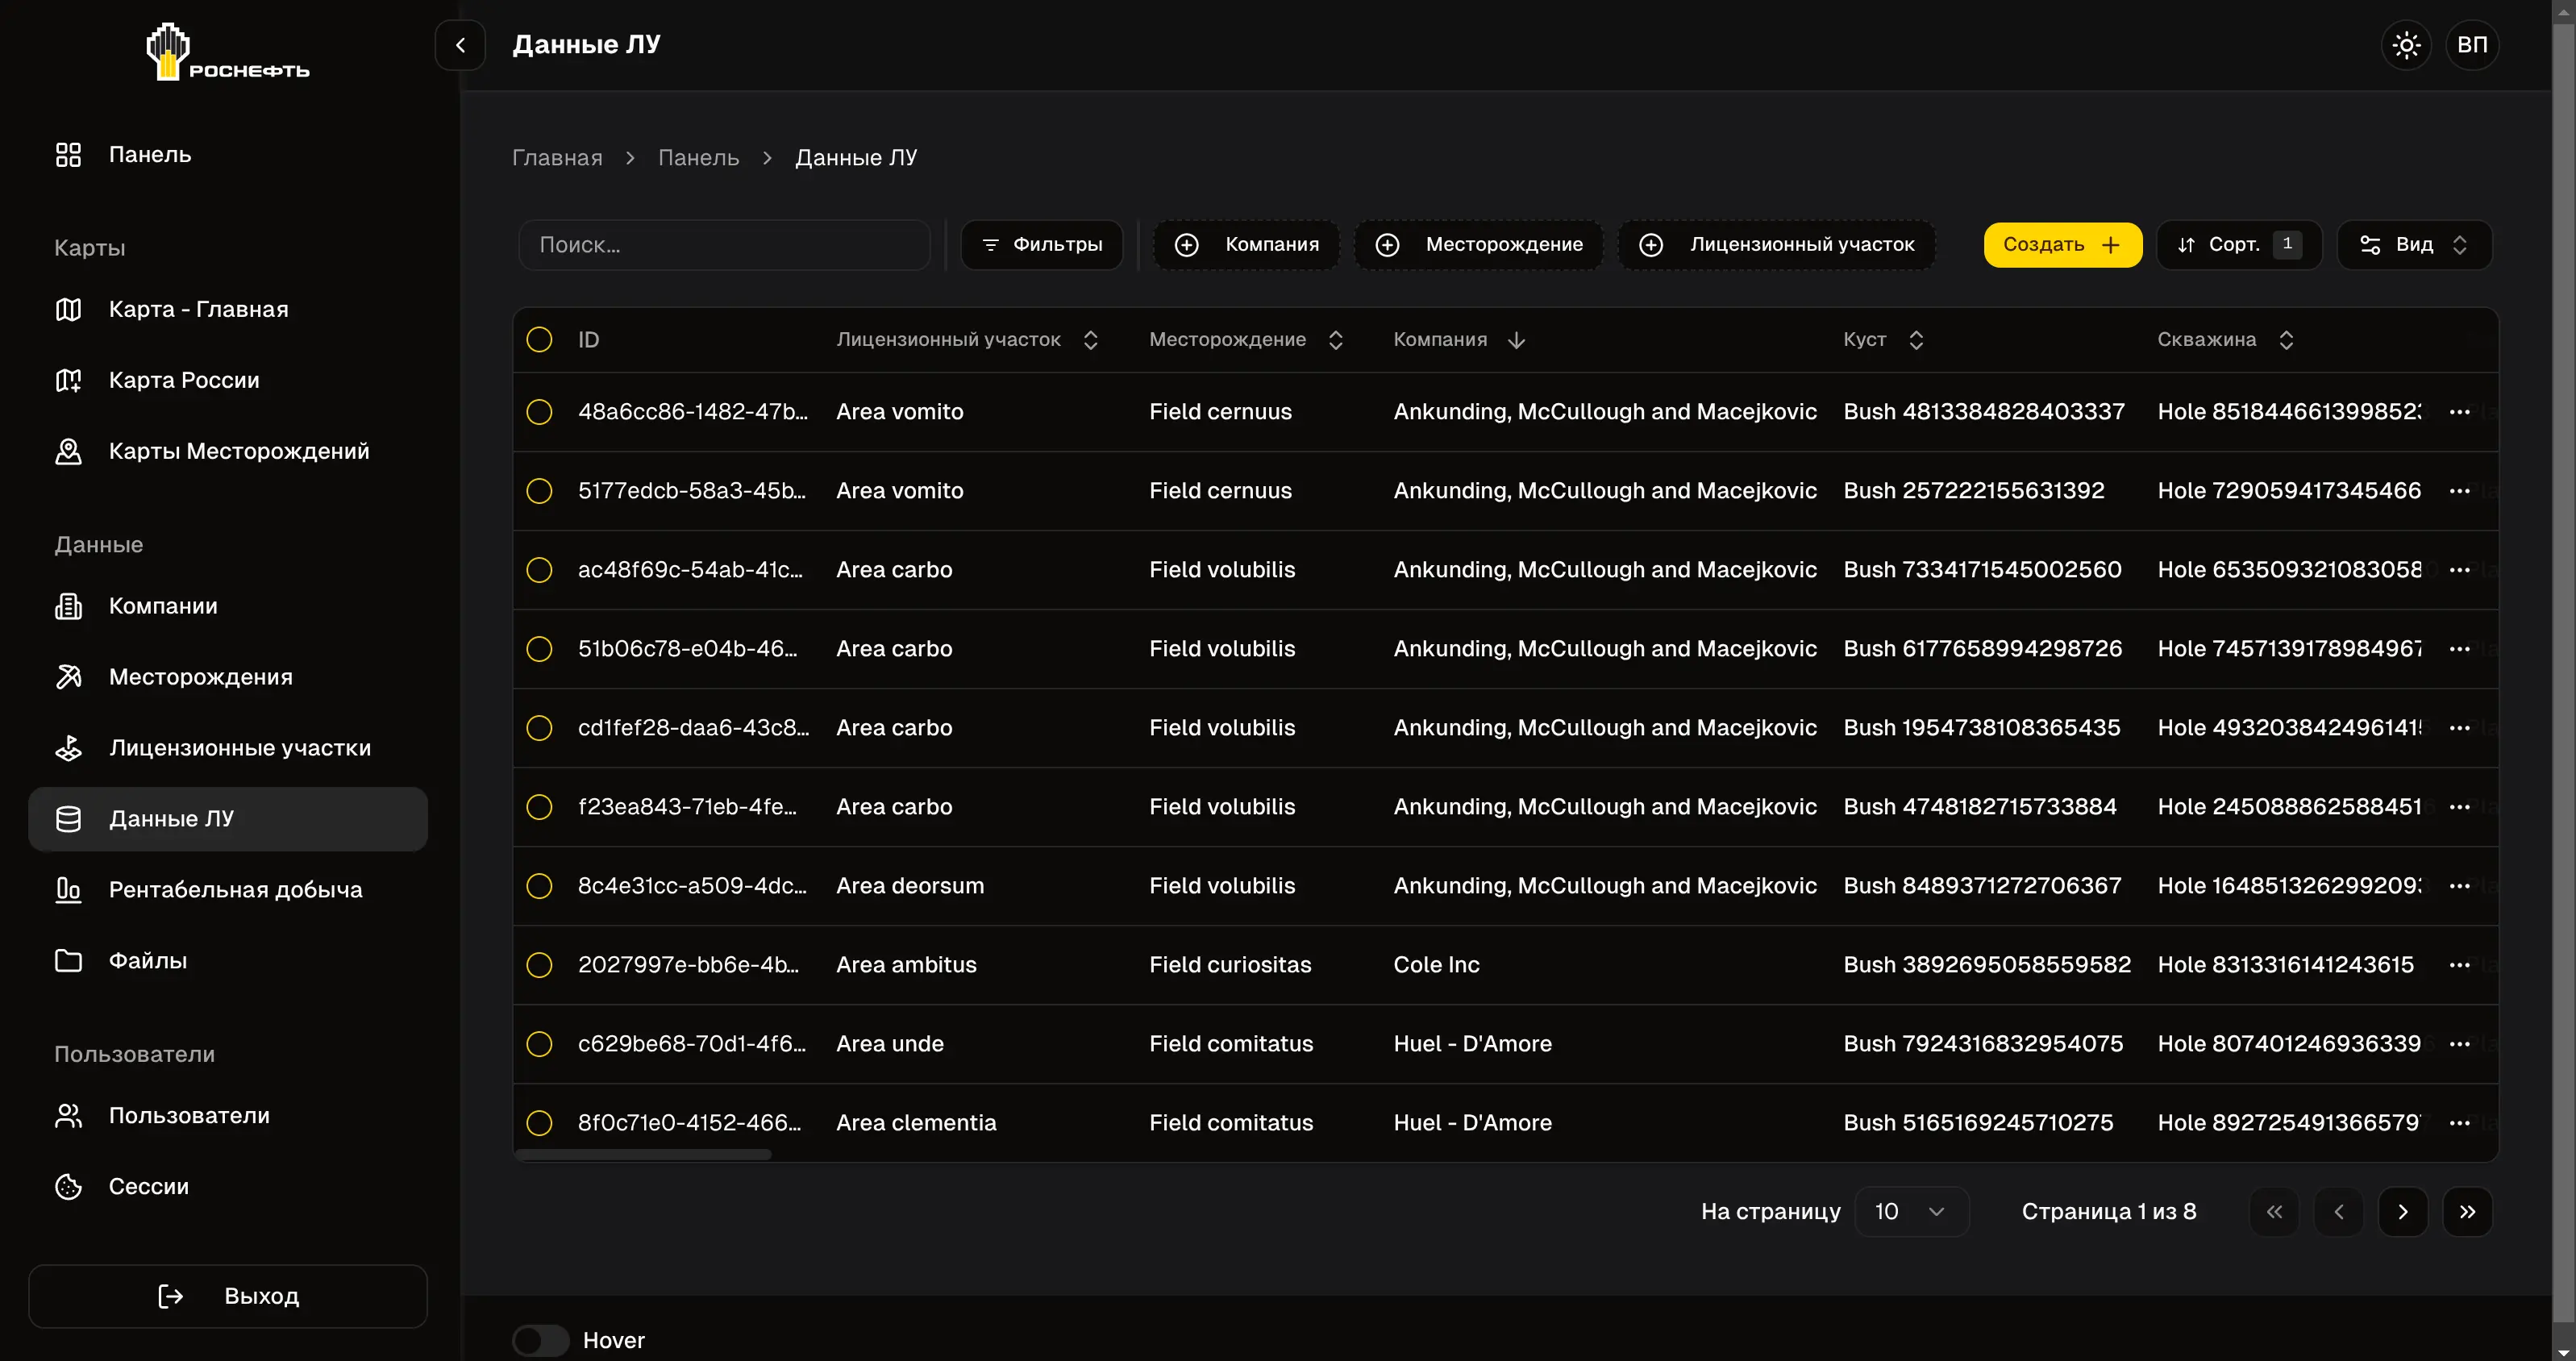 РОСНЕФТЬ
Данные ЛУ
ВП
Панель
Карты
Карта - Главная
Карта России
Карты Месторождений
Данные
Компании
Месторождения
Лицензионные участки
Данные ЛУ
Рентабельная добыча
Файлы
Пользователи
Пользователи
Сессии
Выход
Главная > Панель > Данные ЛУ
Поиск... Фильтры Компания Месторождение Лицензионный участок Создать + Сорт. 1 Вид
ID Лицензионный участок Месторождение Компания Куст Скважина
48a6cc86-1482-47b... Area vomito Field cernuus Ankunding, McCullough and Macejkovic Bush 4813384828403337 Hole 851844661399852
5177edcb-58a3-45b... Area vomito Field cernuus Ankunding, McCullough and Macejkovic Bush 257222155631392 Hole 729059417345466
ac48f69c-54ab-41c... Area carbo Field volubilis Ankunding, McCullough and Macejkovic Bush 7334171545002560 Hole 653509321083058
51b06c78-e04b-46... Area carbo Field volubilis Ankunding, McCullough and Macejkovic Bush 6177658994298726 Hole 7457139178984967
cd1fef28-daa6-43c8... Area carbo Field volubilis Ankunding, McCullough and Macejkovic Bush 1954738108365435 Hole 493203842496141
f23ea843-71eb-4fe... Area carbo Field volubilis Ankunding, McCullough and Macejkovic Bush 4748182715733884 Hole 245088862588451
8c4e31cc-a509-4dc... Area deorsum Field volubilis Ankunding, McCullough and Macejkovic Bush 8489371272706367 Hole 164851326299209
2027997e-bb6e-4b... Area ambitus Field curiositas Cole Inc Bush 3892695058559582 Hole 8313316141243615
c629be68-70d1-4f6... Area unde Field comitatus Huel - D'Amore Bush 7924316832954075 Hole 807401246936339
8f0c71e0-4152-466... Area clementia Field comitatus Huel - D'Amore Bush 5165169245710275 Hole 892725491366579
На страницу 10 Страница 1 из 8
Hover